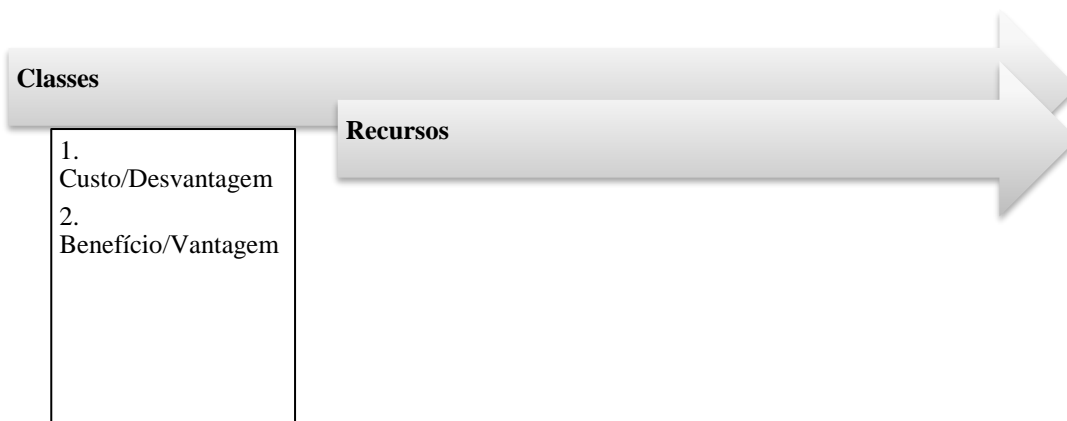 Classes
Recursos
1.
Custo/Desvantagem
2.
Benefício/Vantagem